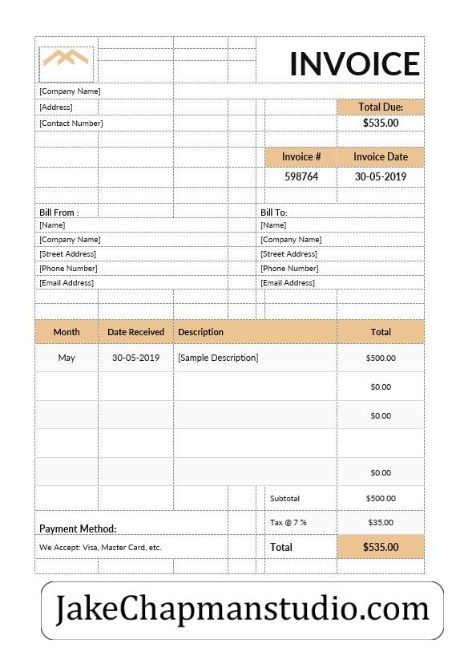 INVOICE
[Company Name]
[Address] Total Due:
[Contact Number] $535.00
Invoice # Invoice Date
598764 30-05-2019
Bill From : Bill To:
[Name] [Name]
[Company Name] [Company Name]
[Street Address] [Street Address]
[Phone Number] [Phone Number]
[Email Address] [Email Address]
Month Date Received Description Total
May 30-05-2019 [Sample Description] $500.00
$0.00
$0.00
$0.00
Subtotal $500.00
Payment Method: Tax @ 7 % $35.00
We Accept: Visa, Master Card, etc. Total $535.00
JakeChapmanstudio.com